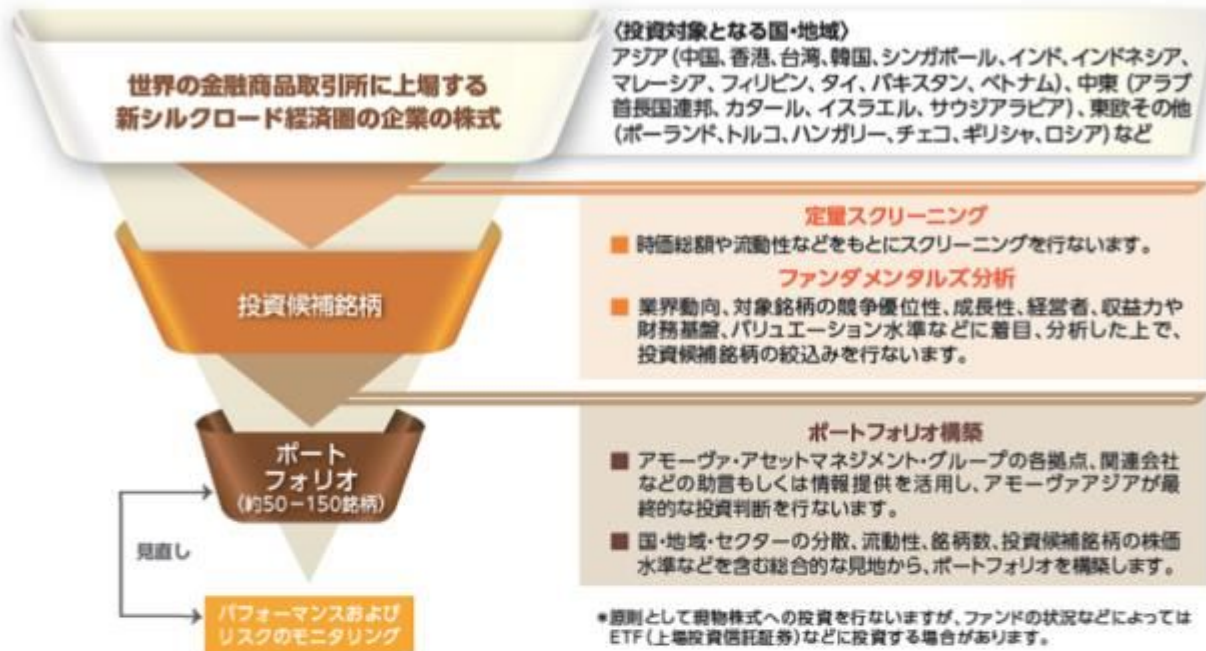 世界の金融商品取引所に上場する
新シルクロード経済圏の企業の株式
〈投資対象となる国・地域〉
アジア(中国、香港、台湾、韓国、シンガポール、インド、インドネシア、
マレーシア、フィリピン、タイ、パキスタン、ベトナム)、中東(アラブ
首長国連邦、カタール、イスラエル、サウジアラビア)、東欧その他
(ポーランド、トルコ、ハンガリー、チェコ、ギリシャ、ロシア)など
投資候補銘柄
定量スクリーニング
■ 時価総額や流動性などをもとにスクリーニングを行ないます。
ファンダメンタルズ分析
■ 業界動向、対象銘柄の競争優位性、成長性、経営者、収益力や
財務基盤、バリュエーション水準などに着目、分析した上で、
投資候補銘柄の絞込みを行ないます。
ポート
フォリオ
(約50-150銘柄)
見直し
パフォーマンスおよび
リスクのモニタリング
ポートフォリオ構築
■ アモーヴァ・アセットマネジメント・グループの各拠点、関連会社
などの助言もしくは情報提供を活用し、アモーヴァアジアが最
終的な投資判断を行ないます。
■ 国・地域・セクターの分散、流動性、銘柄数、投資候補銘柄の株価
水準などを含む総合的な見地から、ポートフォリオを構築します。
*原則として現物株式への投資を行ないますが、ファンドの状況などによっては
ETF(上場投資信託証券)などに投資する場合があります。